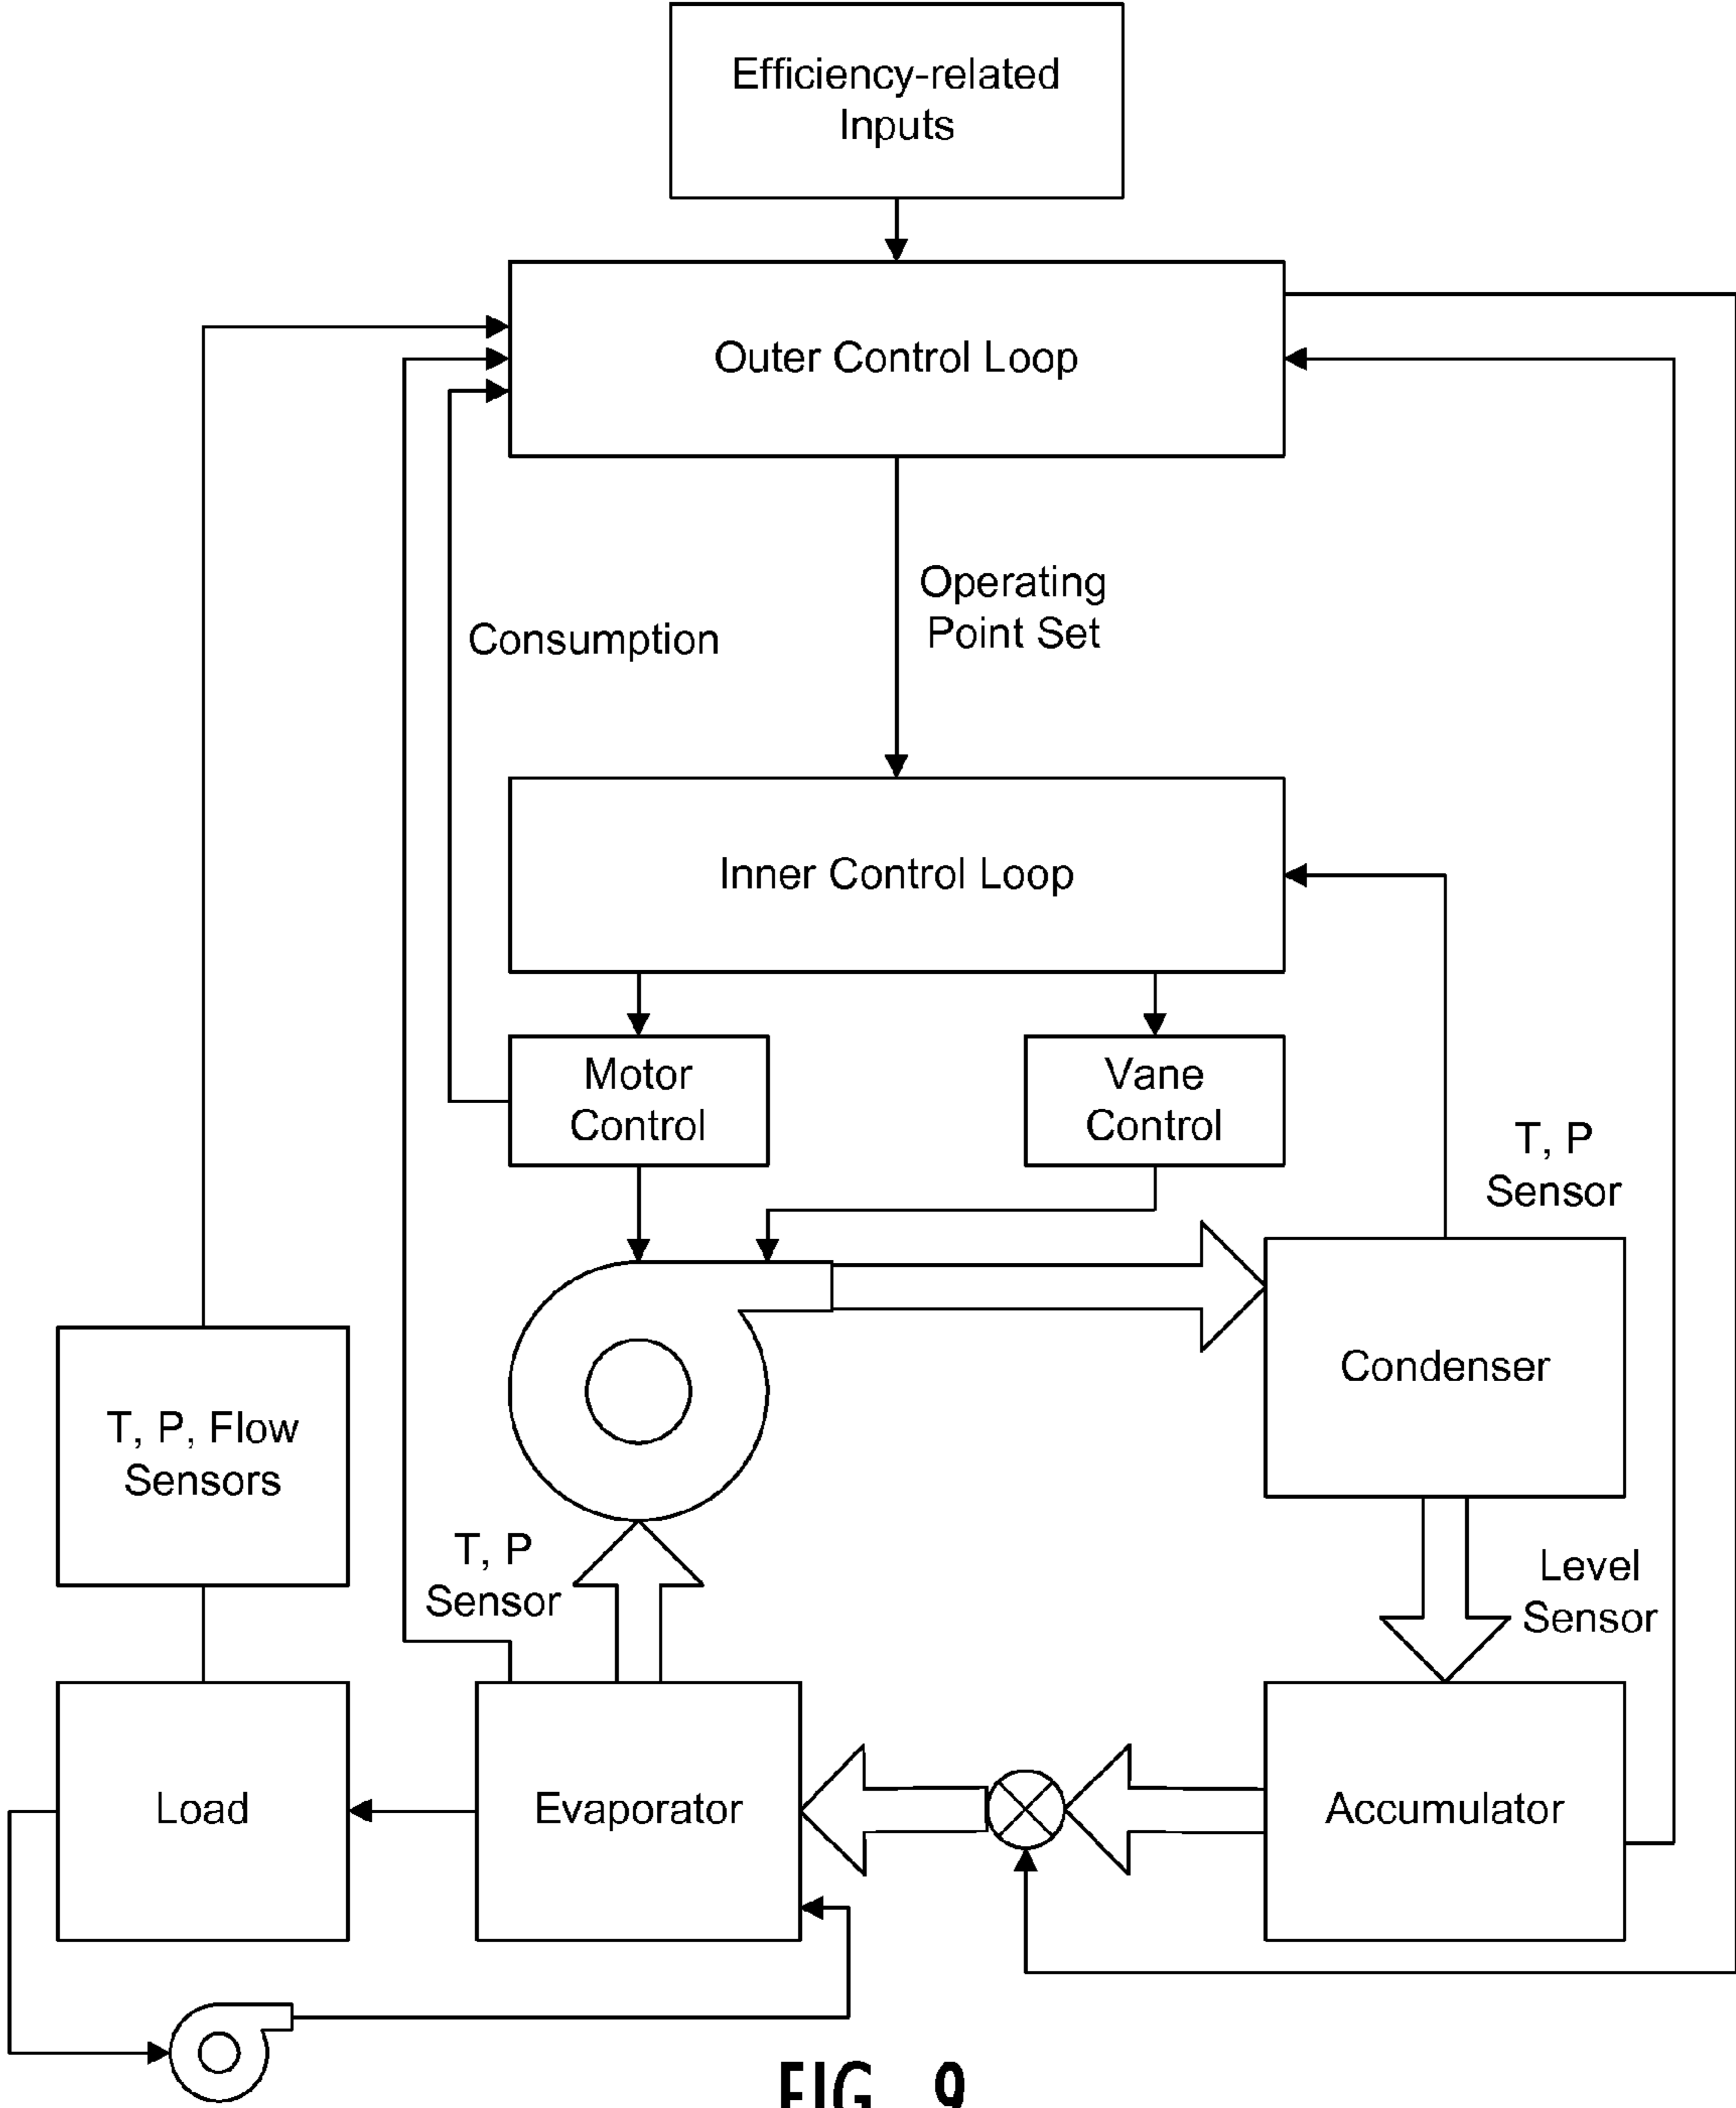 Efficiency-related
Inputs
Outer Control Loop
Operating
Point Set
Consumption
Inner Control Loop
Motor
Control
Vane
Control
T, P
Sensor
Condenser
T, P, Flow
Sensors
T, P
Sensor
Level
Sensor
Load
Evaporator
Accumulator
FIG. 9